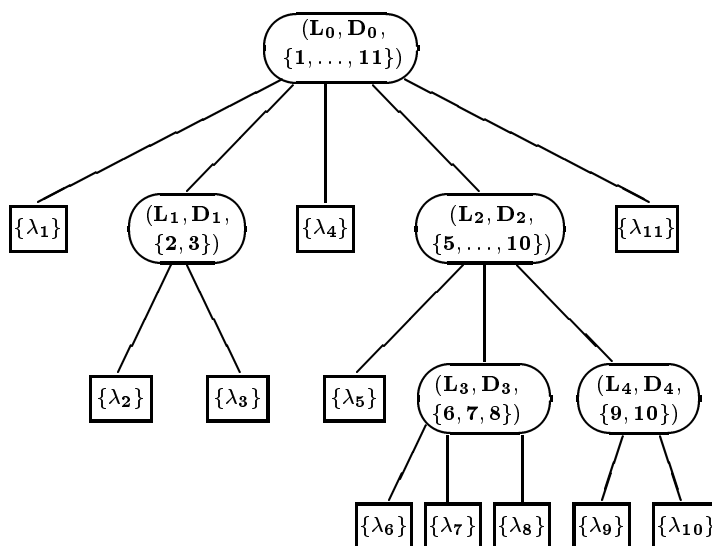 (L₀, D₀,
{1, . . . , 11})
{λ₁}
(L₁, D₁,
{2, 3})
{λ₄}
(L₂, D₂,
{5, . . . , 10})
{λ₁₁}
{λ₂}
{λ₃}
{λ₅}
(L₃, D₃,
{6, 7, 8})
(L₄, D₄,
{9, 10})
{λ₆}
{λ₇}
{λ₈}
{λ₉}
{λ₁₀}